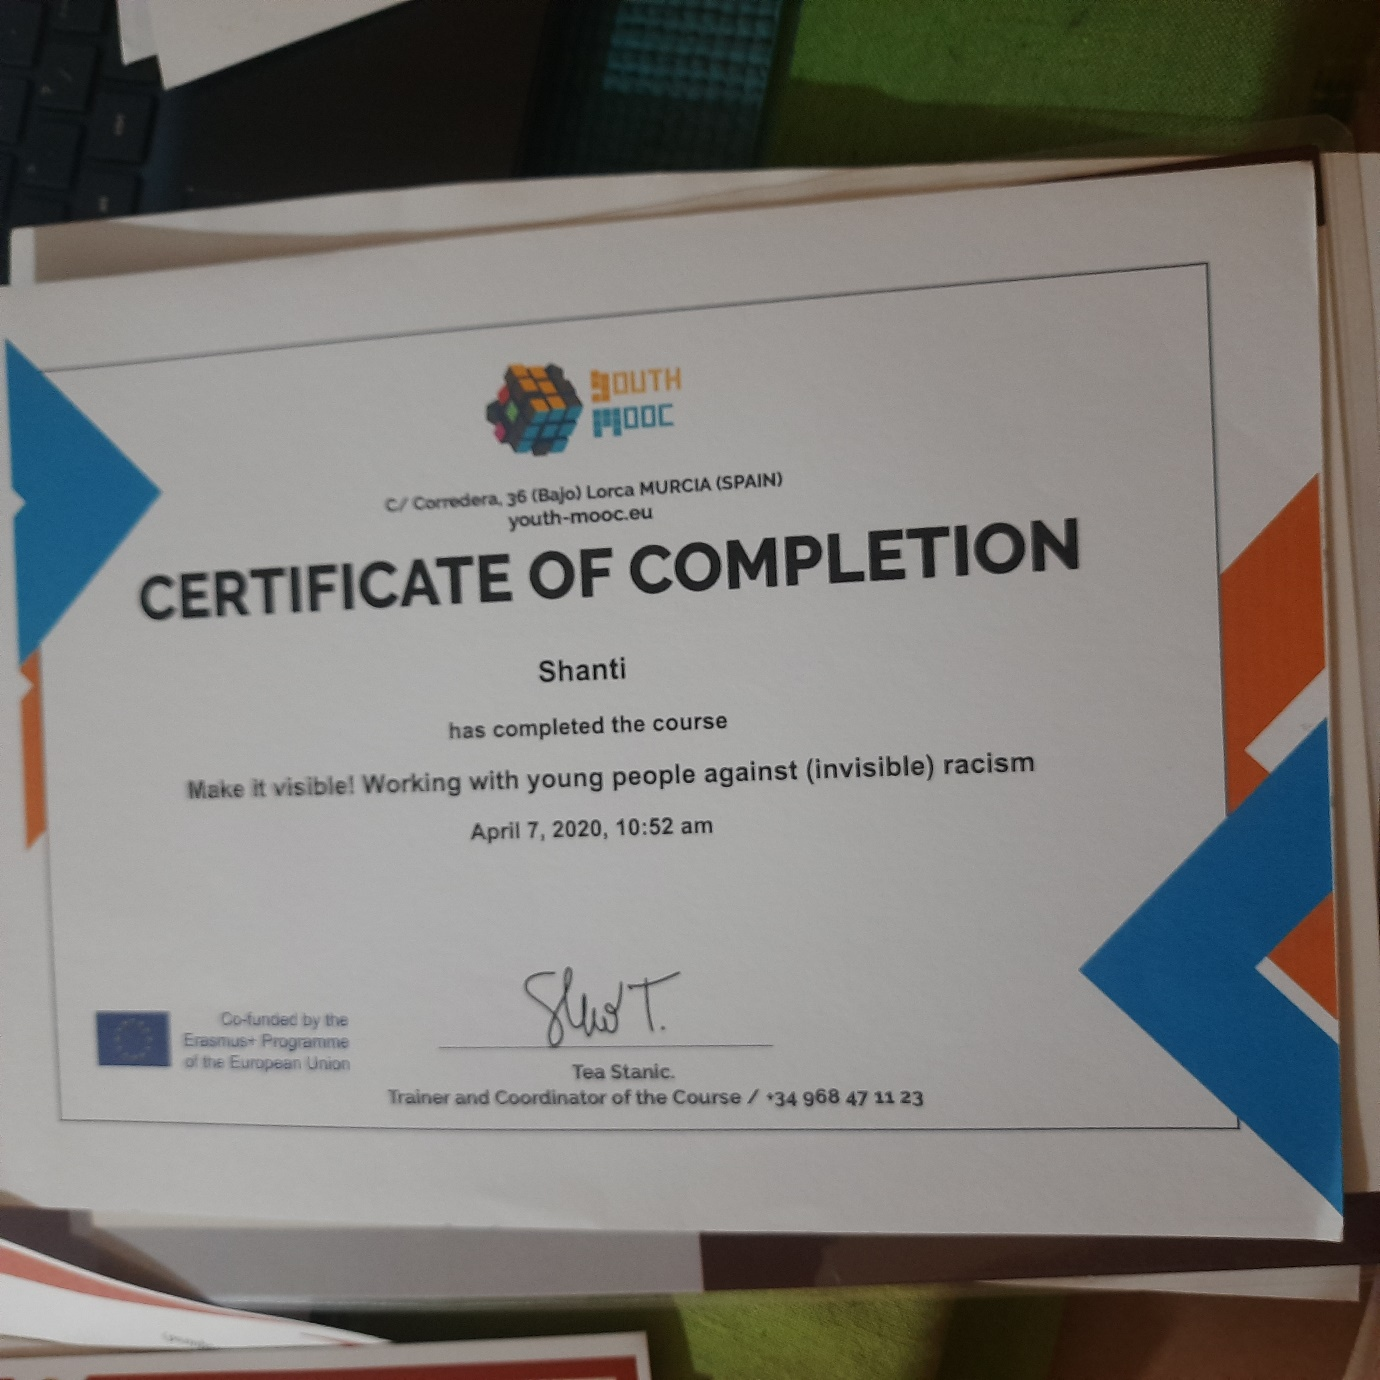 YOUTH
MOOC
C/ Corredera, 36 (Bajo) Lorca MURCIA (SPAIN)
youth-mooc.eu
CERTIFICATE OF COMPLETION
Shanti
has completed the course
Make it visible! Working with young people against (invisible) racism
April 7, 2020, 10:52 am
Co-funded by the
Erasmus+ Programme
of the European Union
Tea Stanic.
Trainer and Coordinator of the Course / +34 968 47 11 23